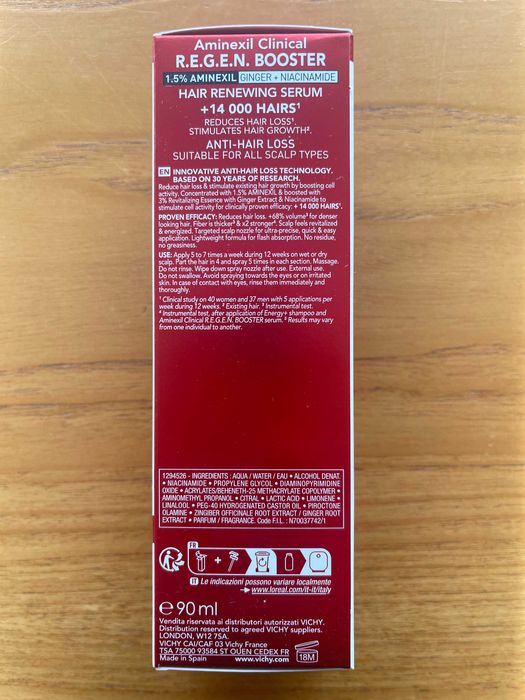 Aminexil Clinical
R.E.G.E.N. BOOSTER
1.5% AMINEXIL GINGER + NIACINAMIDE
HAIR RENEWING SERUM
+14 000 HAIRS¹
REDUCES HAIR LOSS¹.
STIMULATES HAIR GROWTH².
ANTI-HAIR LOSS
SUITABLE FOR ALL SCALP TYPES
EN INNOVATIVE ANTI-HAIR LOSS TECHNOLOGY.
BASED ON 30 YEARS OF RESEARCH.
Reduce hair loss & stimulate existing hair growth by boosting cell
activity. Concentrated with 1.5% AMINEXIL & boosted with
3% Revitalizing Essence with Ginger Extract & Niacinamide to
stimulate cell activity for clinically proven efficacy: + 14 000 HAIRS¹.
PROVEN EFFICACY: Reduces hair loss. +68% volume³ for denser
looking hair. Fiber is thicker³ & x2 stronger⁴. Scalp feels revitalized
& energized. Targeted scalp nozzle for ultra-precise, quick & easy
application. Lightweight formula for flash absorption. No residue,
no greasiness.
USE: Apply 5 to 7 times a week during 12 weeks on wet or dry
scalp. Part the hair in 4 and spray 5 times in each section. Massage.
Do not rinse. Wipe down spray nozzle after use. External use.
Do not swallow. Avoid spraying towards the eyes or on irritated
skin. In case of contact with eyes, rinse them immediately and
thoroughly.
¹ Clinical study on 40 women and 37 men with 5 applications per
week during 12 weeks. ² Existing hair. ³ Instrumental test.
⁴ Instrumental test, after application of Energy+ shampoo and
Aminexil Clinical R.E.G.E.N. BOOSTER serum. ⁵ Results may vary
from one individual to another.
1294526 - INGREDIENTS : AQUA / WATER / EAU • ALCOHOL DENAT.
• NIACINAMIDE • PROPYLENE GLYCOL • DIAMINOPYRIMIDINE
OXIDE • ACRYLATES/BEHENETH-25 METHACRYLATE COPOLYMER •
AMINOMETHYL PROPANOL • CITRAL • LACTIC ACID • LIMONENE •
LINALOOL • PEG-40 HYDROGENATED CASTOR OIL • PIROCTONE
OLAMINE • ZINGIBER OFFICINALE ROOT EXTRACT / GINGER ROOT
EXTRACT • PARFUM / FRAGRANCE. Code F.I.L. : N70037742/1
FR
IT Le indicazioni possono variare localmente
www.loreal.com/it-it/italy
e 90 ml
Vendita riservata ai distributori autorizzati VICHY.
Distribution reserved to agreed VICHY suppliers.
LONDON, W12 7SA.
VICHY CAI/CAF 03 Vichy France
TSA 75000 93584 ST OUEN CEDEX FR
Made in Spain www.vichy.com 18M